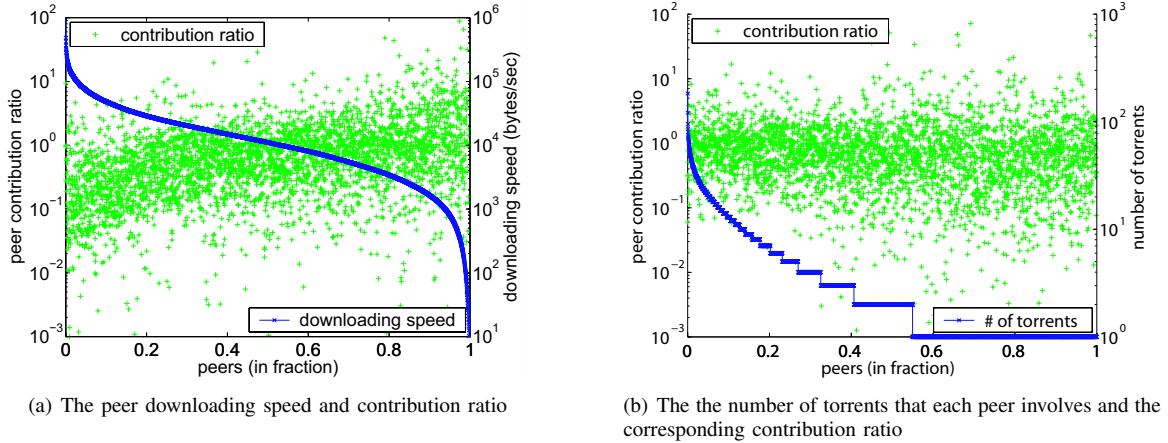 contribution ratio
downloading speed
peer contribution ratio
10^2
10^1
10^0
10^-1
10^-2
10^-3
downloading speed (bytes/sec)
10^6
10^5
10^4
10^3
10^2
10^1
0 0.2 0.4 0.6 0.8 1
peers (in fraction)
(a) The peer downloading speed and contribution ratio
contribution ratio
# of torrents
peer contribution ratio
10^2
10^1
10^0
10^-1
10^-2
10^-3
number of torrents
10^3
10^2
10^1
10^0
0 0.2 0.4 0.6 0.8 1
peers (in fraction)
(b) The the number of torrents that each peer involves and the
corresponding contribution ratio